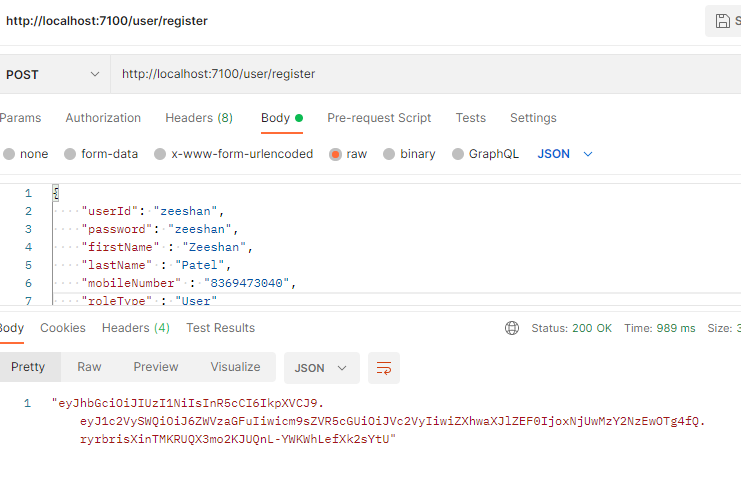 http://localhost:7100/user/register
POST http://localhost:7100/user/register
Params Authorization Headers (8) Body Pre-request Script Tests Settings
none form-data x-www-form-urlencoded raw binary GraphQL JSON
1 {
2 "userId": "zeeshan",
3 "password": "zeeshan",
4 "firstName" : "Zeeshan",
5 "lastName" : "Patel",
6 "mobileNumber" : "8369473040",
7 "roleType" : "User"
Body Cookies Headers (4) Test Results Status: 200 OK Time: 989 ms Size: 3
Pretty Raw Preview Visualize JSON
1 "eyJhbGciOiJIUzI1NiIsInR5cCI6IkpXVCJ9.
eyJ1c2VySWQiOiJ6ZWVzaGFuIiwicm9sZVR5cGUiOiJVc2VyIiwiZXhwaXJlZEF0IjoxNjUwMzY2NzEwOTg4fQ.
ryrbrisXinTMKRUQX3mo2KJUQnL-YWKWhLefXk2sYtU"